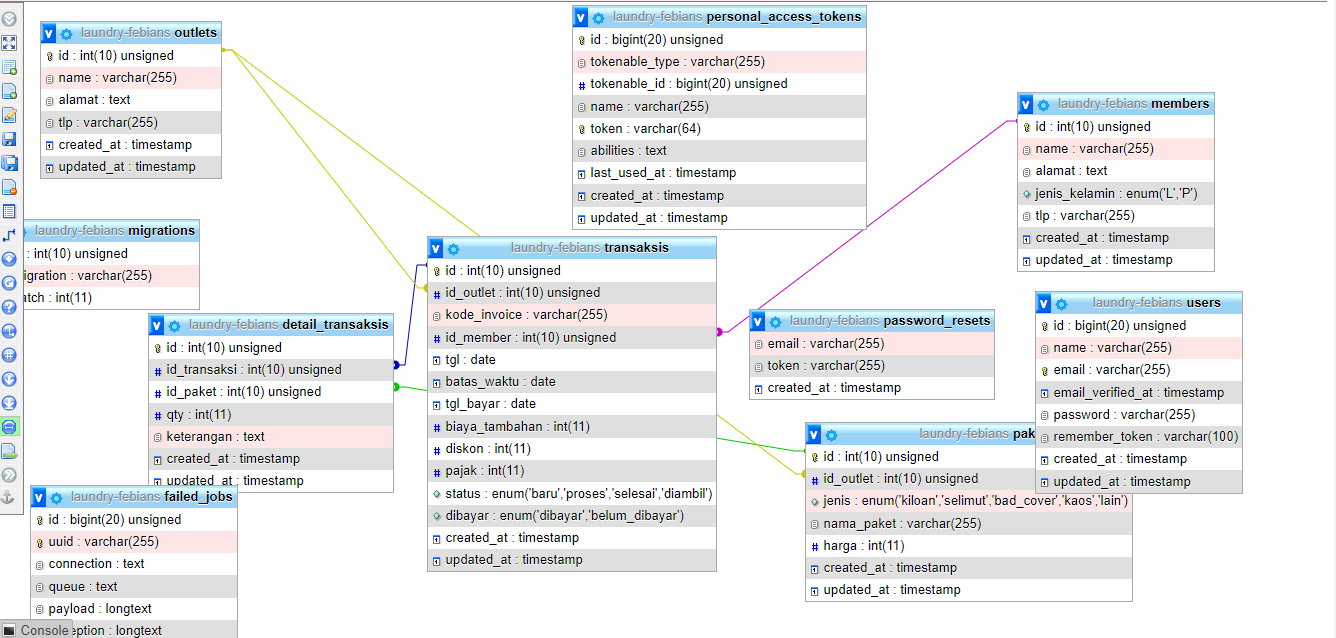 laundry-febians outlets
id : int(10) unsigned
name : varchar(255)
alamat : text
tlp : varchar(255)
created_at : timestamp
updated_at : timestamp
laundry-febians personal_access_tokens
id : bigint(20) unsigned
tokenable_type : varchar(255)
tokenable_id : bigint(20) unsigned
name : varchar(255)
token : varchar(64)
abilities : text
last_used_at : timestamp
created_at : timestamp
updated_at : timestamp
laundry-febians members
id : int(10) unsigned
name : varchar(255)
alamat : text
jenis_kelamin : enum('L','P')
tlp : varchar(255)
created_at : timestamp
updated_at : timestamp
laundry-febians migrations
: int(10) unsigned
igration : varchar(255)
atch : int(11)
laundry-febians transaksis
id : int(10) unsigned
id_outlet : int(10) unsigned
kode_invoice : varchar(255)
id_member : int(10) unsigned
tgl : date
batas_waktu : date
tgl_bayar : date
biaya_tambahan : int(11)
diskon : int(11)
pajak : int(11)
status : enum('baru','proses','selesai','diambil')
dibayar : enum('dibayar','belum_dibayar')
created_at : timestamp
updated_at : timestamp
laundry-febians detail_transaksis
id : int(10) unsigned
id_transaksi : int(10) unsigned
id_paket : int(10) unsigned
qty : int(11)
keterangan : text
created_at : timestamp
updated_at : timestamp
laundry-febians password_resets
email : varchar(255)
token : varchar(255)
created_at : timestamp
laundry-febians users
id : bigint(20) unsigned
name : varchar(255)
email : varchar(255)
email_verified_at : timestamp
password : varchar(255)
remember_token : varchar(100)
created_at : timestamp
updated_at : timestamp
laundry-febians pak
id : int(10) unsigned
id_outlet : int(10) unsigned
jenis : enum('kiloan','selimut','bad_cover','kaos','lain')
nama_paket : varchar(255)
harga : int(11)
created_at : timestamp
updated_at : timestamp
laundry-febians failed_jobs
id : bigint(20) unsigned
uuid : varchar(255)
connection : text
queue : text
payload : longtext
eption : longtext
Console